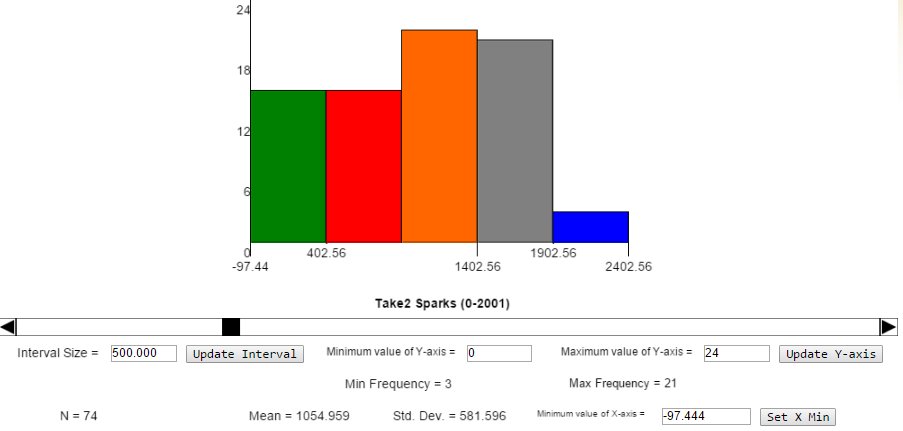 24
18
12
6
0
402.56 1902.56
-97.44 1402.56 2402.56
Take2 Sparks (0-2001)
Interval Size = 500.000 Update Interval Minimum value of Y-axis = 0 Maximum value of Y-axis = 24 Update Y-axis
Min Frequency = 3 Max Frequency = 21
N = 74 Mean = 1054.959 Std. Dev. = 581.596 Minimum value of X-axis = -97.444 Set X Min